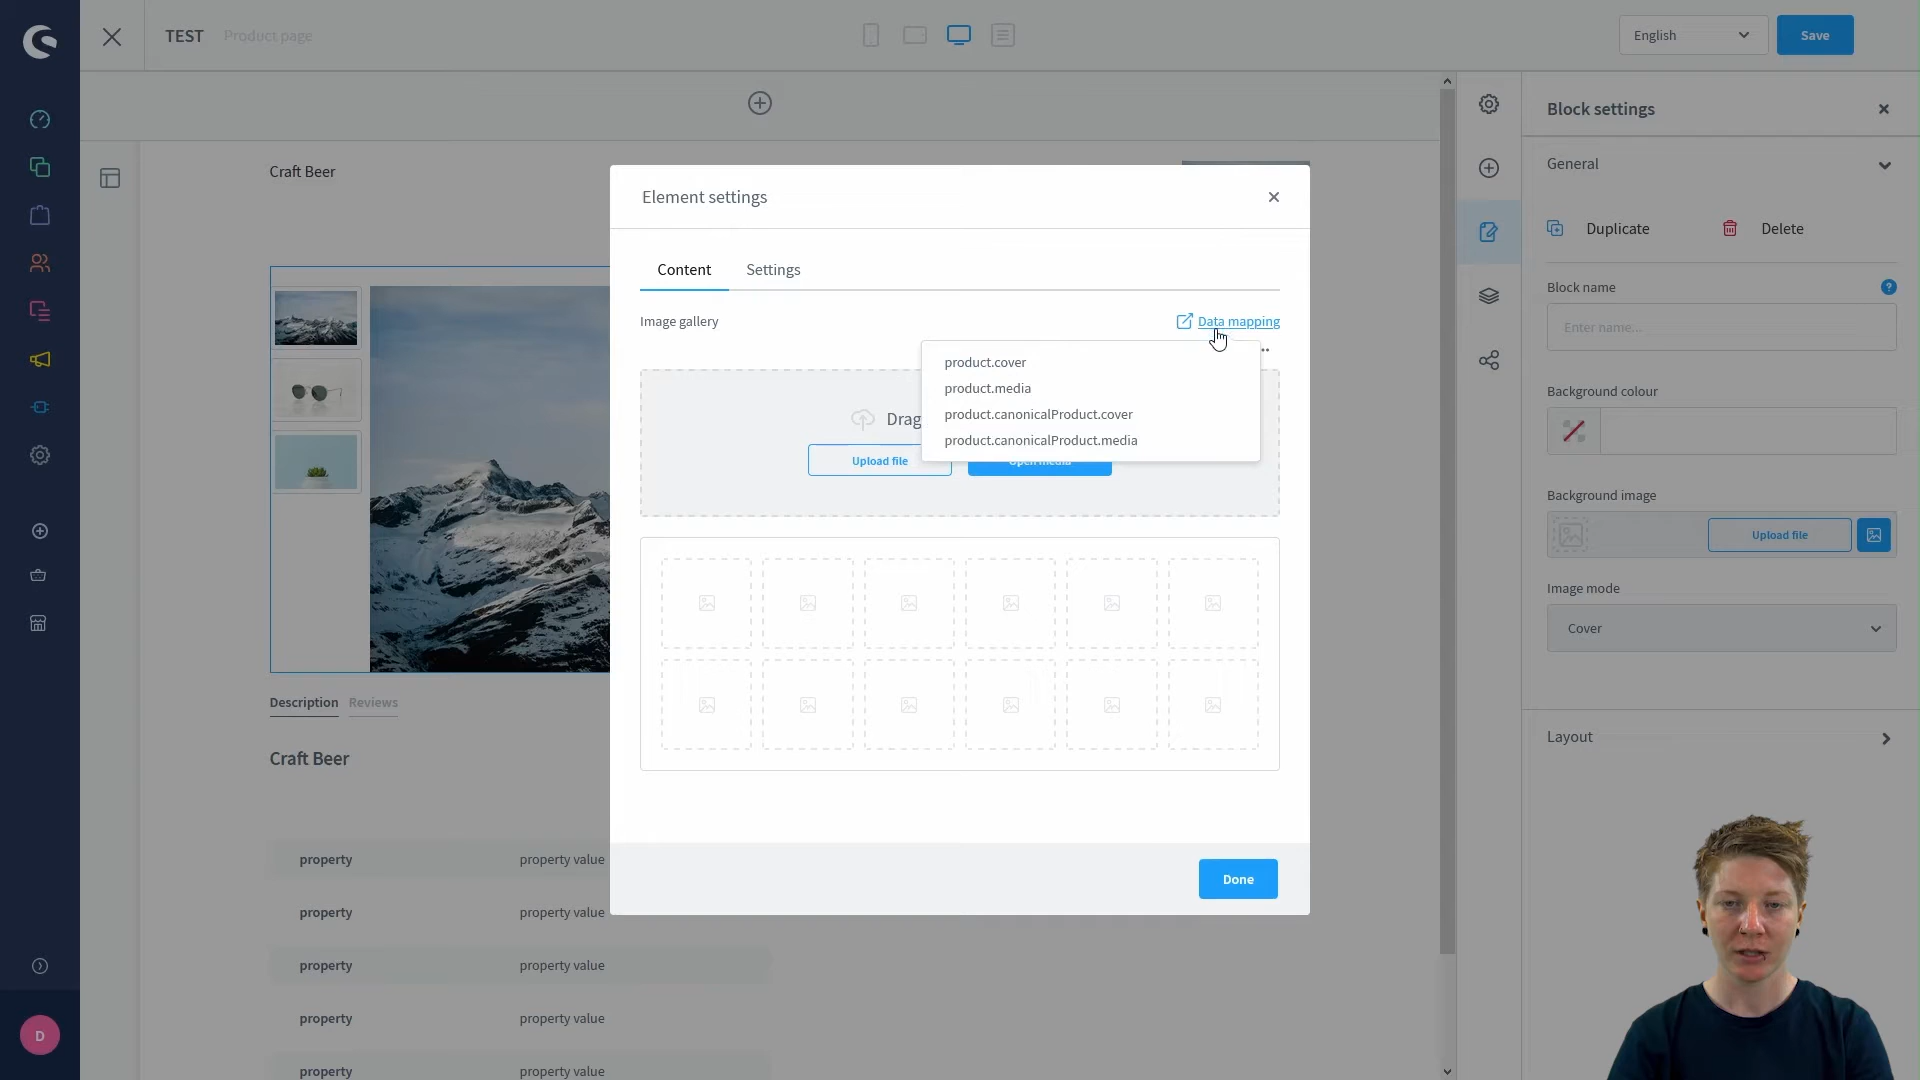 TEST
Product page
English
Save
Craft Beer
Description
Reviews
Craft Beer
property
property value
property
property value
property
property value
property
property value
property
property value
Element settings
Content
Settings
Image gallery
Data mapping
product.cover
product.media
product.canonicalProduct.cover
product.canonicalProduct.media
Drag
Upload file
Open media
Done
Block settings
General
Duplicate
Delete
Block name
?
Enter name...
Background colour
Background image
Upload file
Image mode
Cover
Layout
D